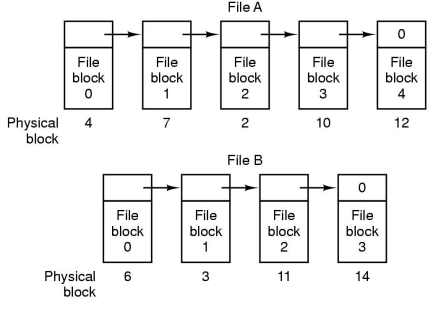 File A
0
File block 0
File block 1
File block 2
File block 3
File block 4
Physical block
4 7 2 10 12
File B
0
File block 0
File block 1
File block 2
File block 3
Physical block
6 3 11 14